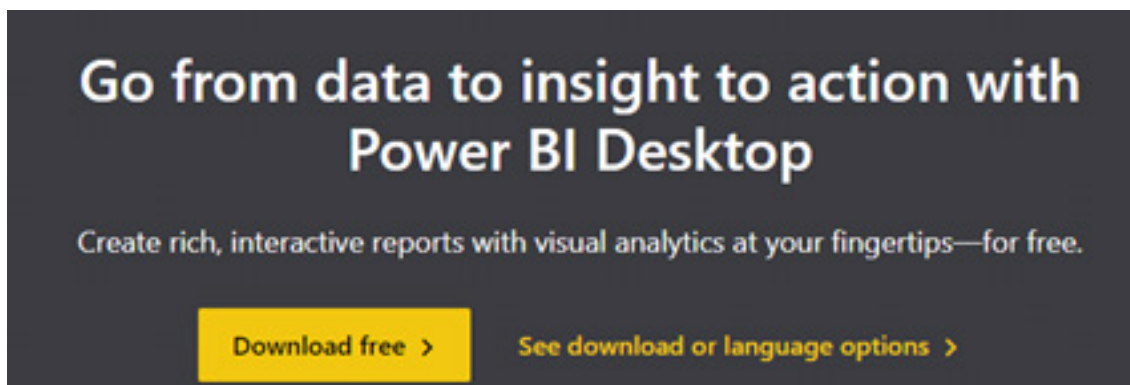 Go from data to insight to action with
Power BI Desktop
Create rich, interactive reports with visual analytics at your fingertips—for free.
Download free >
See download or language options >